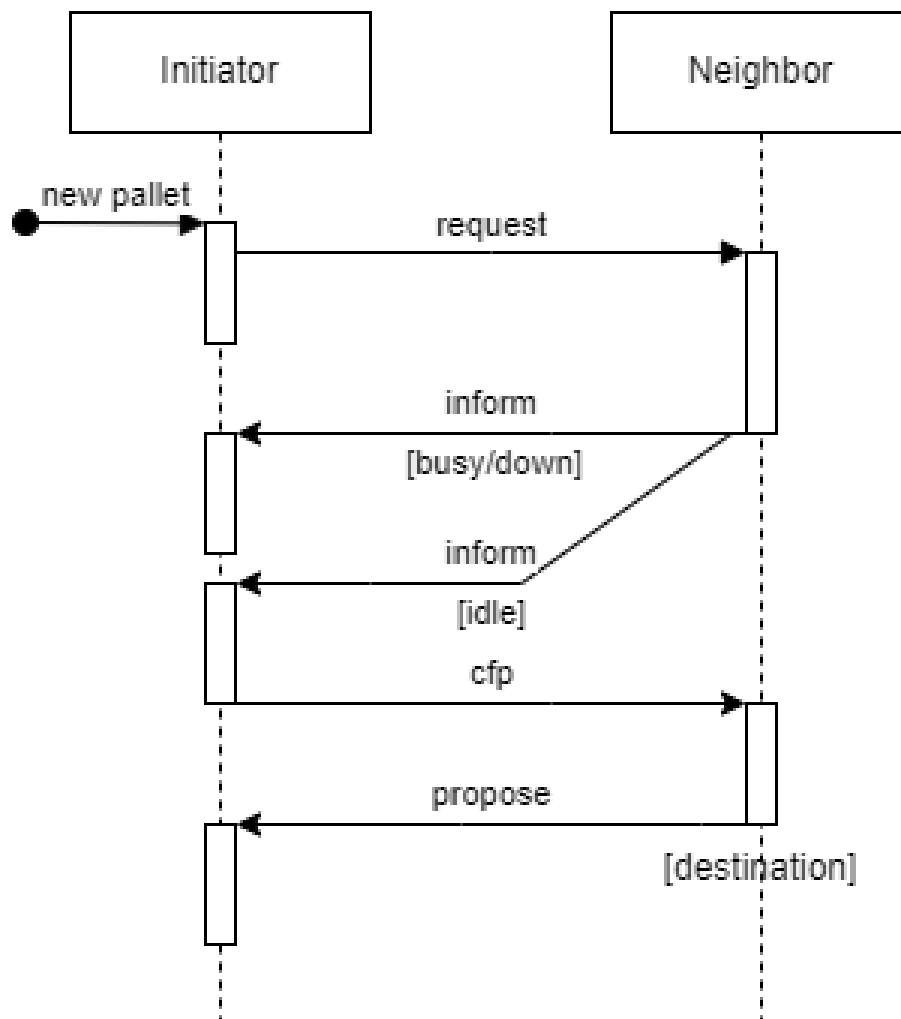 Initiator
Neighbor
new pallet
request
inform
[busy/down]
inform
[idle]
cfp
propose
[destination]